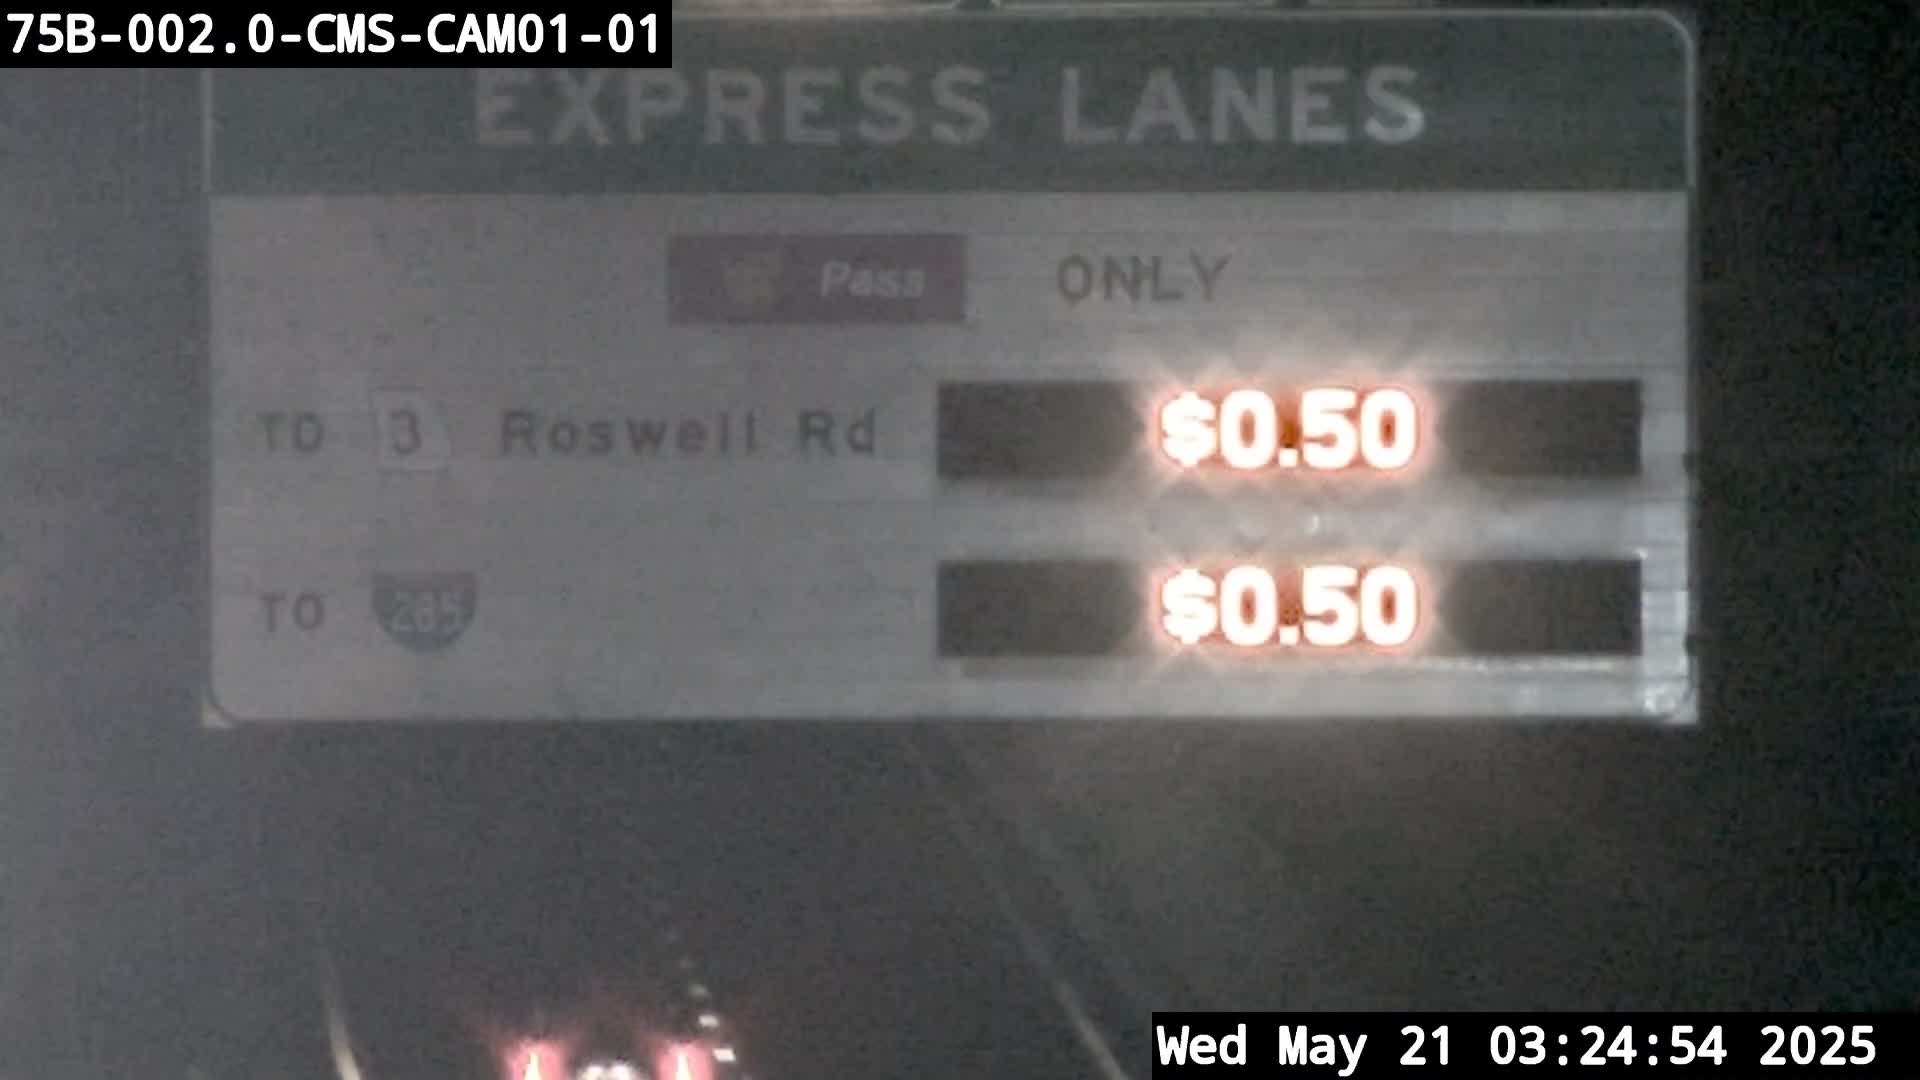 75B-002.0-CMS-CAM01-01
EXPRESS LANES
Pass ONLY
TO 3 Roswell Rd $0.50
TO 285 $0.50
Wed May 21 03:24:54 2025